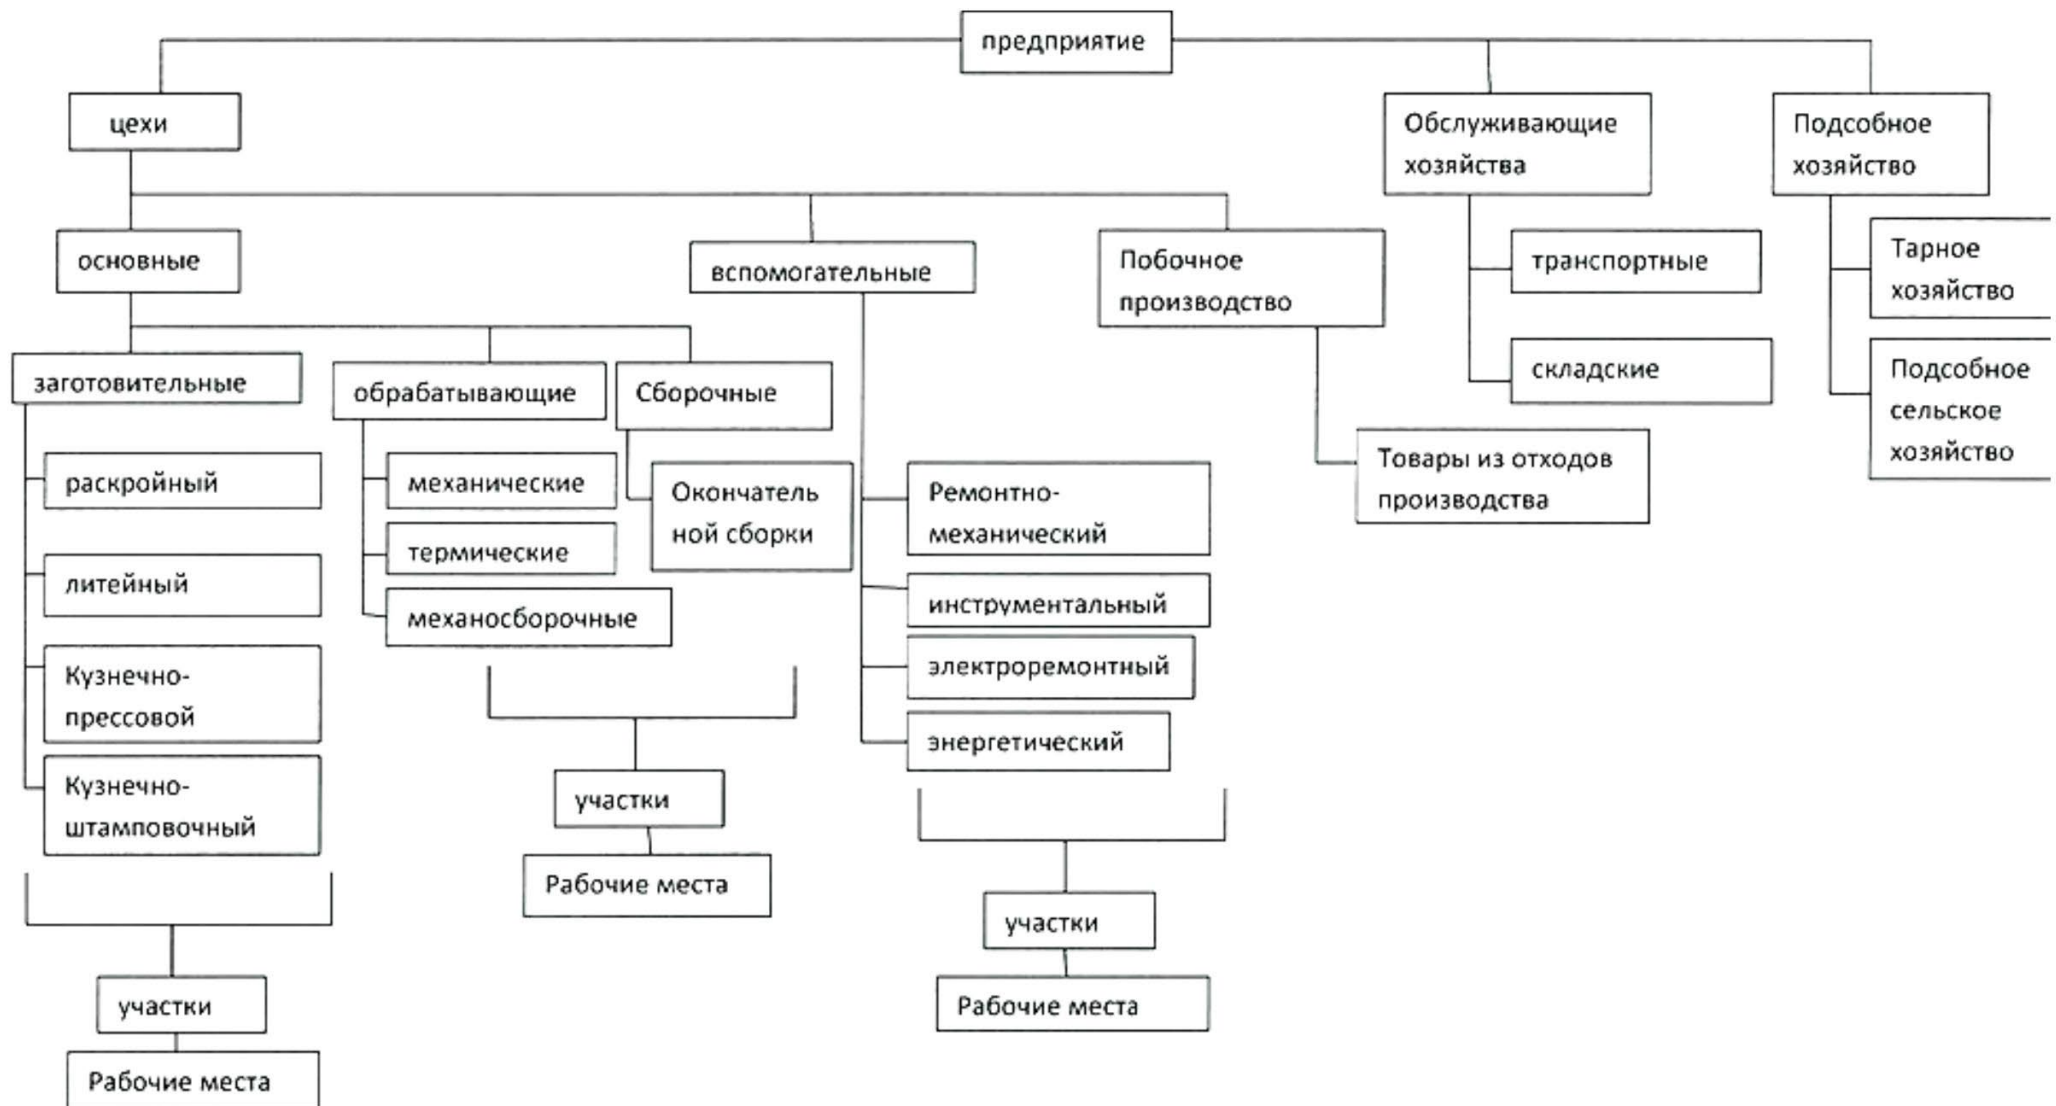 предприятие
цехи
Обслуживающие
хозяйства
Подсобное
хозяйство
основные
вспомогательные
Побочное
производство
транспортные
складские
Тарное
хозяйство
Подсобное
сельское
хозяйство
заготовительные
обрабатывающие
Сборочные
раскройный
литейный
Кузнечно-
прессовой
Кузнечно-
штамповочный
механические
термические
механосборочные
Окончатель
ной сборки
Ремонтно-
механический
инструментальный
электроремонтный
энергетический
Товары из отходов
производства
участки
Рабочие места
участки
Рабочие места
участки
Рабочие места